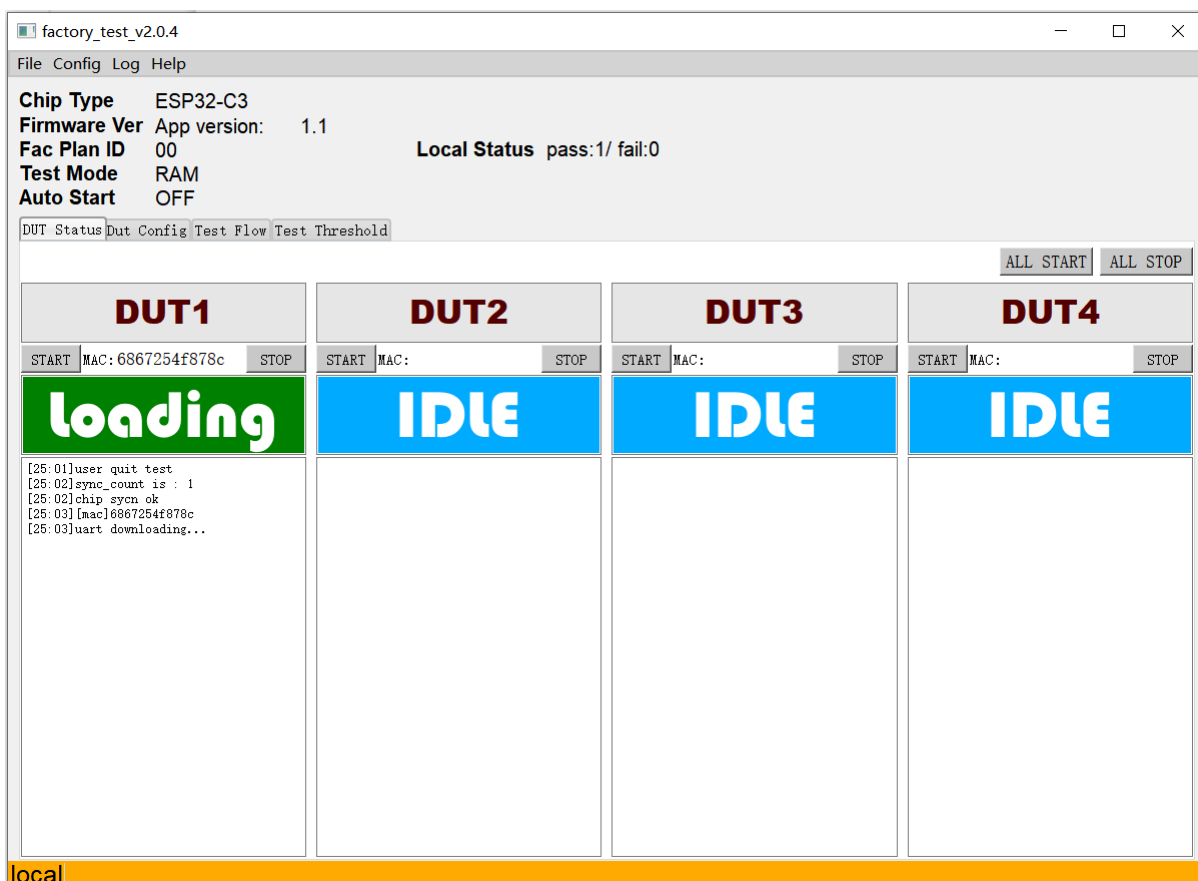 factory_test_v2.0.4
File Config Log Help
Chip Type ESP32-C3
Firmware Ver App version: 1.1
Fac Plan ID 00 Local Status pass:1/ fail:0
Test Mode RAM
Auto Start OFF
DUT Status Dut Config Test Flow Test Threshold
ALL START ALL STOP
DUT1 DUT2 DUT3 DUT4
START MAC:6867254f878c STOP START MAC: STOP START MAC: STOP START MAC: STOP
Loading IDLE IDLE IDLE
[25:01]user quit test
[25:02]sync_count is : 1
[25:02]chip sycn ok
[25:03][mac]6867254f878c
[25:03]uart downloading...
local